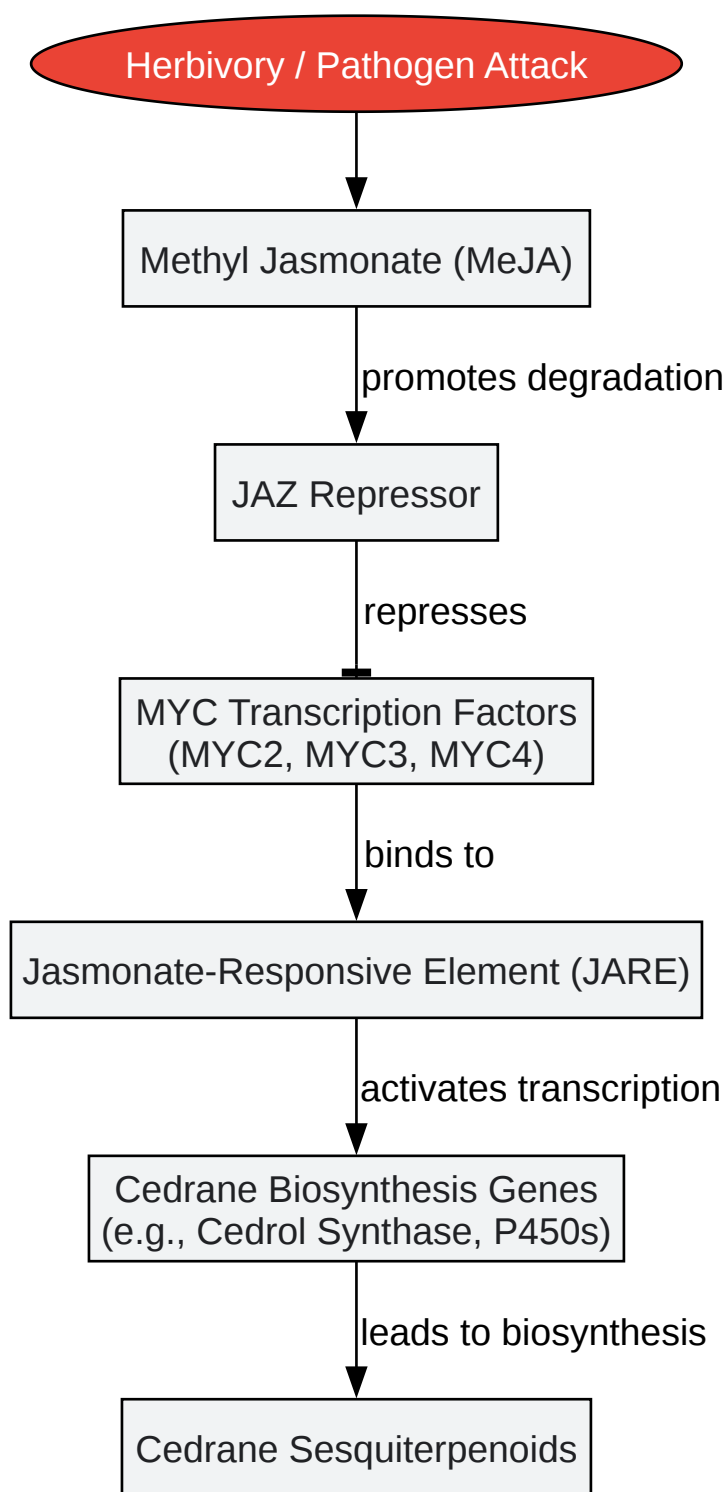 Herbivory / Pathogen Attack
Methyl Jasmonate (MeJA)
promotes degradation
JAZ Repressor
represses
MYC Transcription Factors
(MYC2, MYC3, MYC4)
binds to
Jasmonate-Responsive Element (JARE)
activates transcription
Cedrane Biosynthesis Genes
(e.g., Cedrol Synthase, P450s)
leads to biosynthesis
Cedrane Sesquiterpenoids